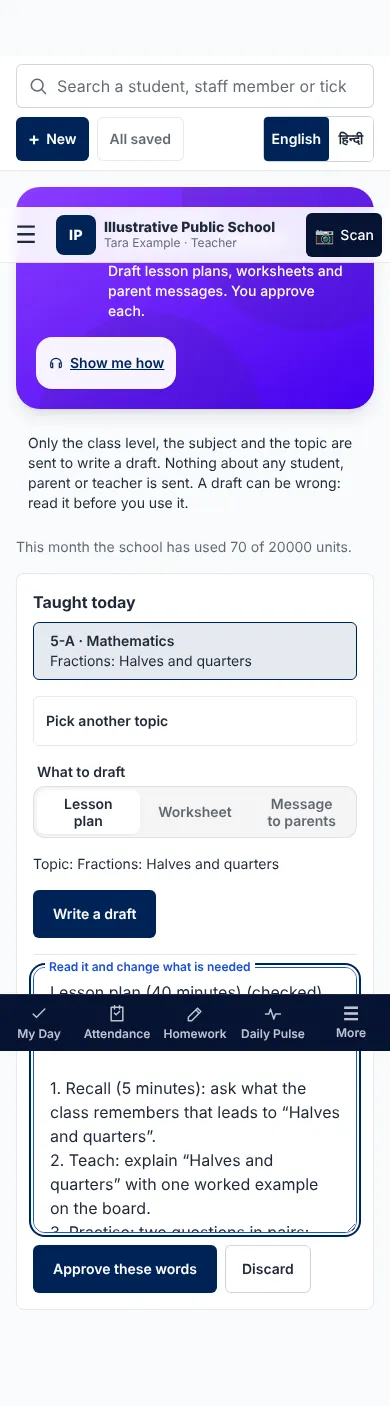 Search a student, staff member or tick
+ New
All saved
English
हिन्दी
☰
IP
Illustrative Public School
Tara Example · Teacher
Scan
Draft lesson plans, worksheets and
parent messages. You approve
each.
Show me how
Only the class level, the subject and the topic are
sent to write a draft. Nothing about any student,
parent or teacher is sent. A draft can be wrong:
read it before you use it.
This month the school has used 70 of 20000 units.
Taught today
5-A · Mathematics
Fractions: Halves and quarters
Pick another topic
What to draft
Lesson
plan
Worksheet
Message
to parents
Topic: Fractions: Halves and quarters
Write a draft
Read it and change what is needed
Lesson plan (40 minutes) (checked)
My Day
Attendance
Homework
Daily Pulse
More
1. Recall (5 minutes): ask what the
class remembers that leads to “Halves
and quarters”.
2. Teach: explain “Halves and
quarters” with one worked example
on the board.
3. Practise: two questions in pairs;
Approve these words
Discard